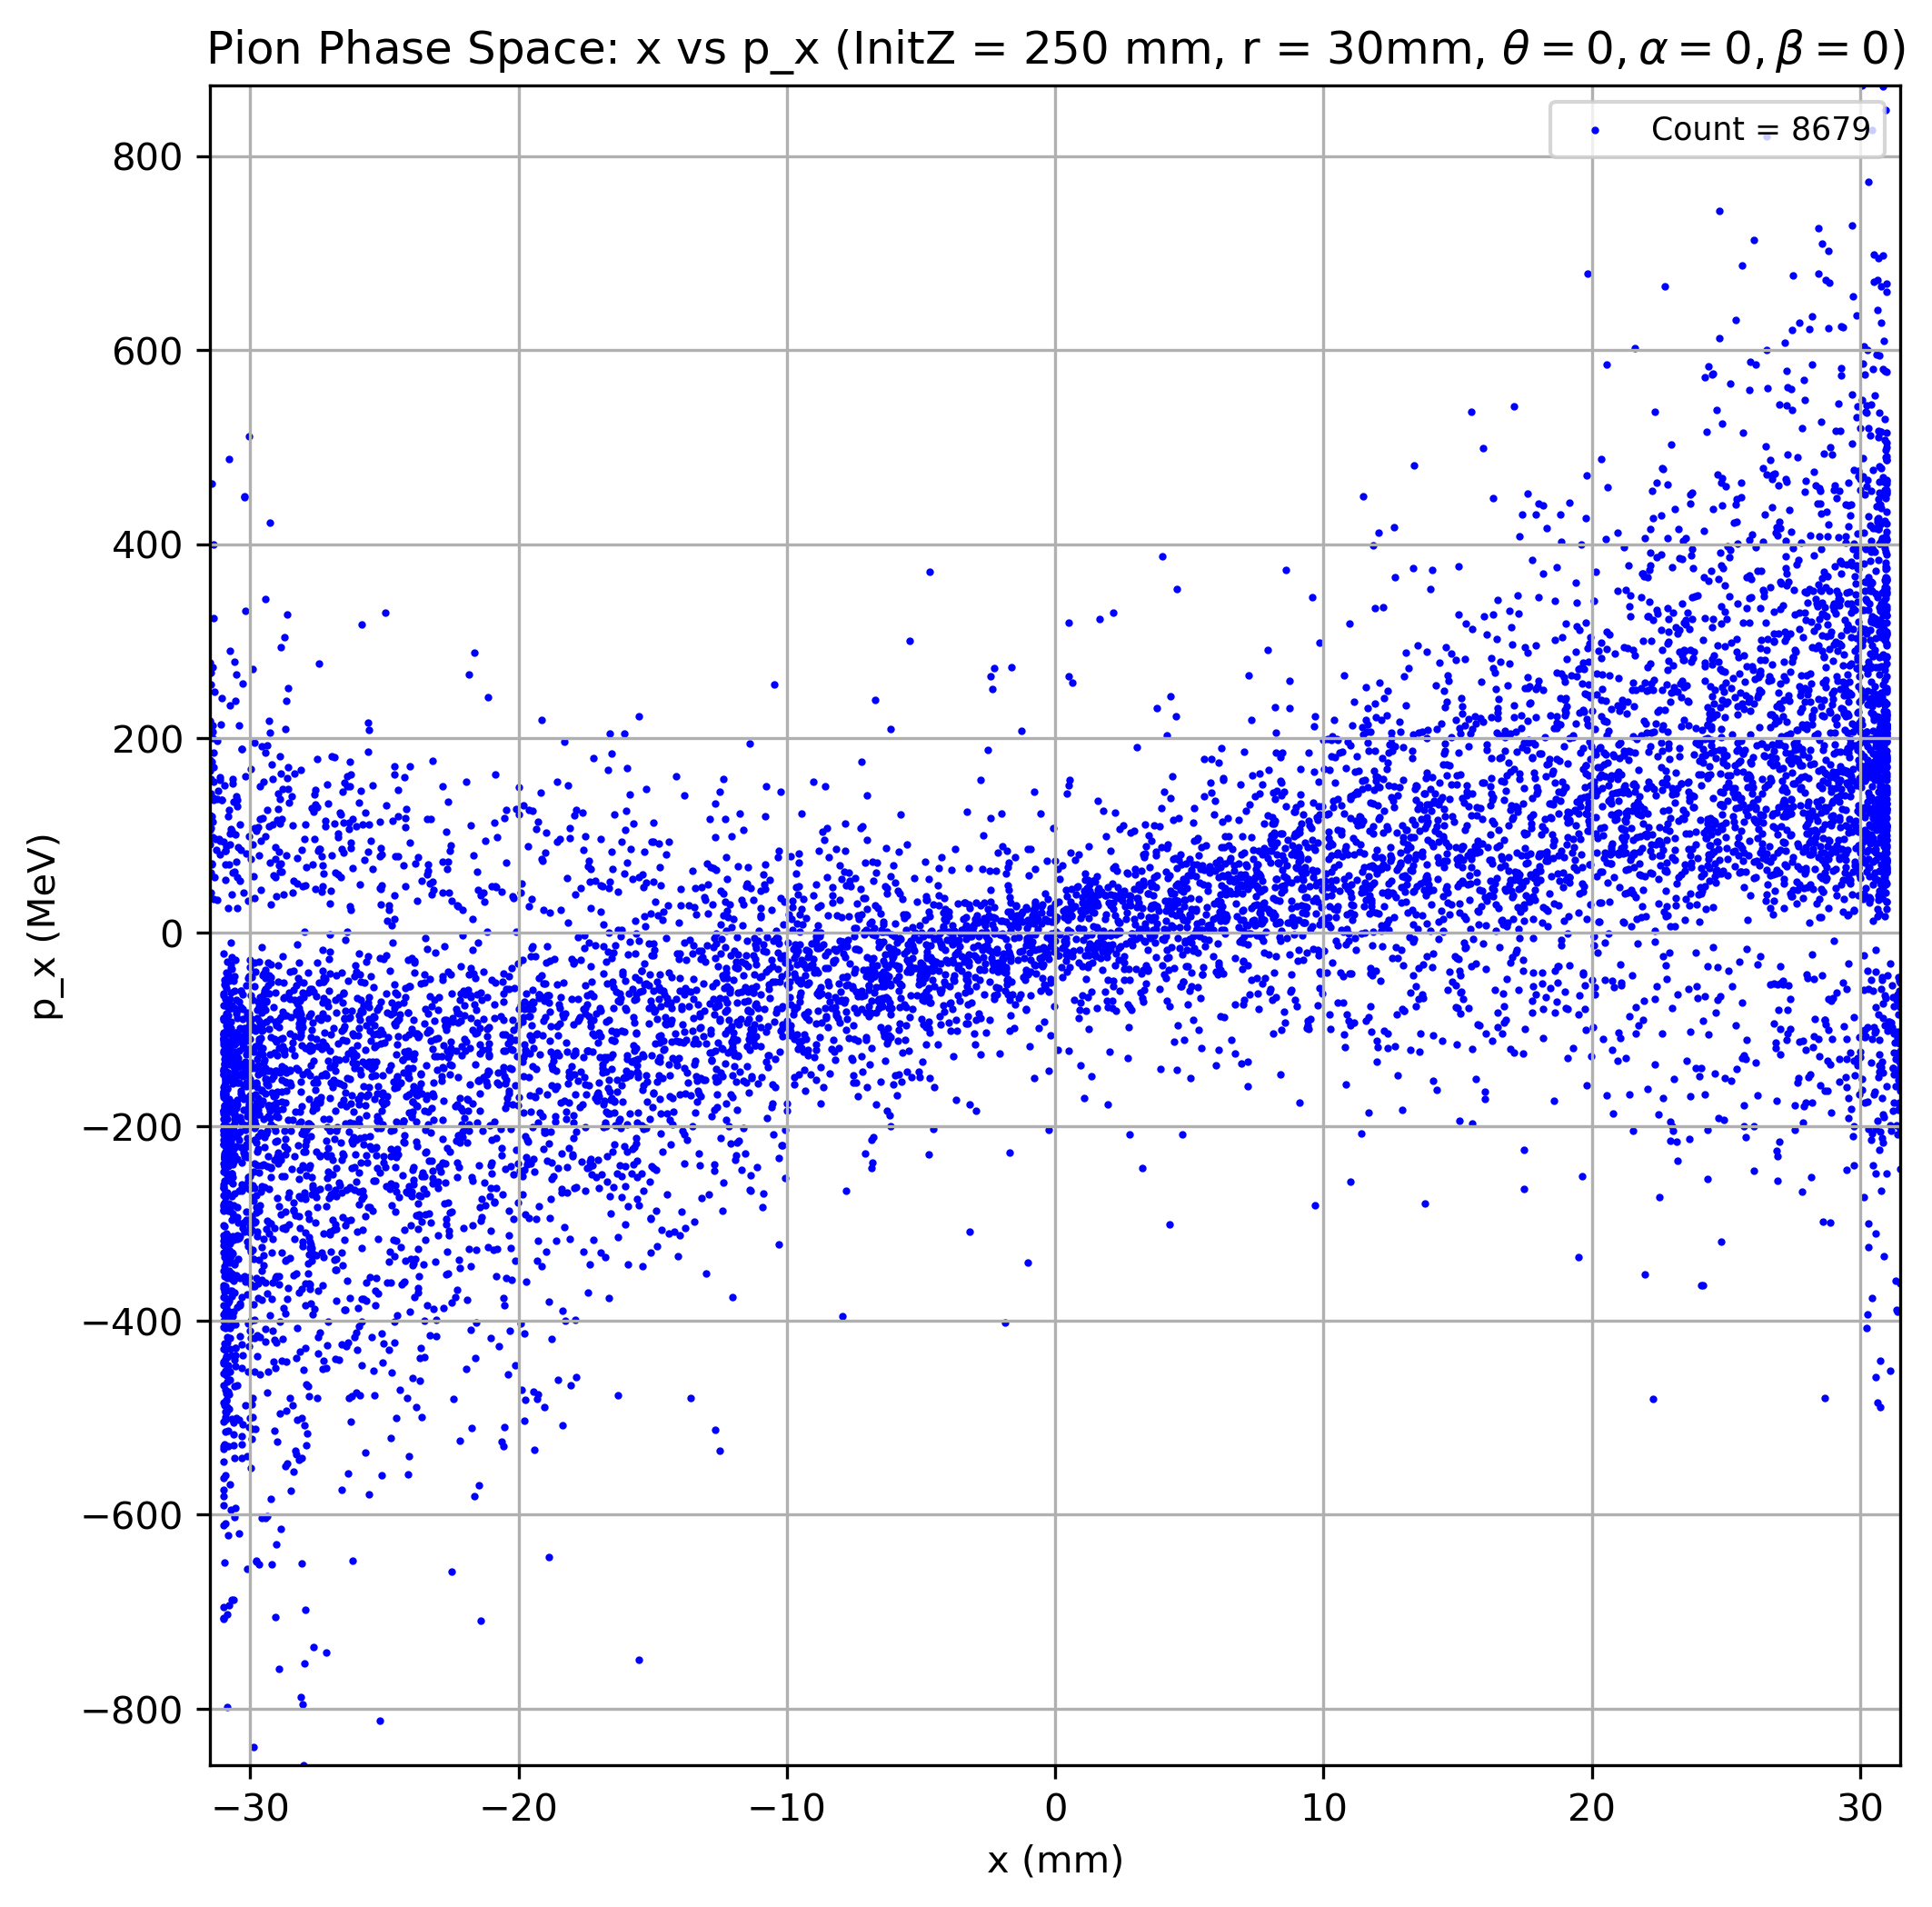 Pion Phase Space: x vs p_x (InitZ = 250 mm, r = 30mm, θ = 0, α = 0, β = 0)
Count = 8679
800
600
400
200
0
−200
−400
−600
−800
p_x (MeV)
−30 −20 −10 0 10 20 30
x (mm)